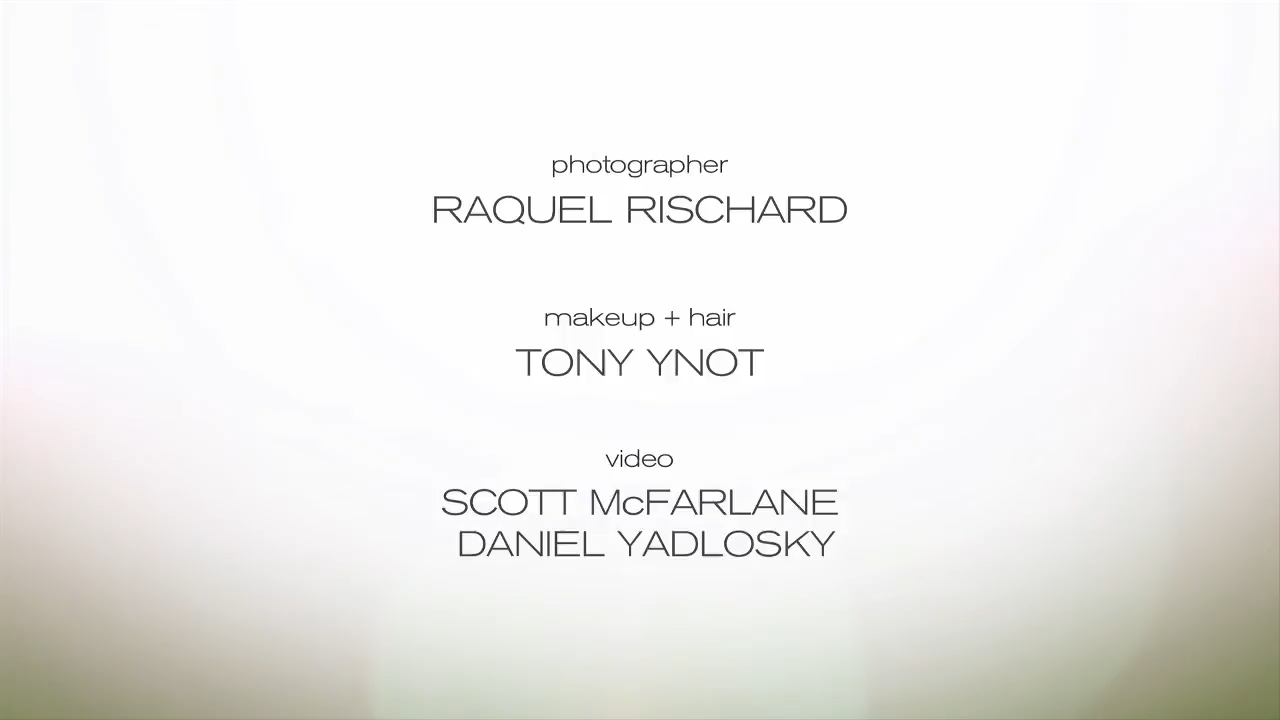 photographer
RAQUEL RISCHARD
makeup + hair
TONY YNOT
video
SCOTT McFARLANE
DANIEL YADLOSKY